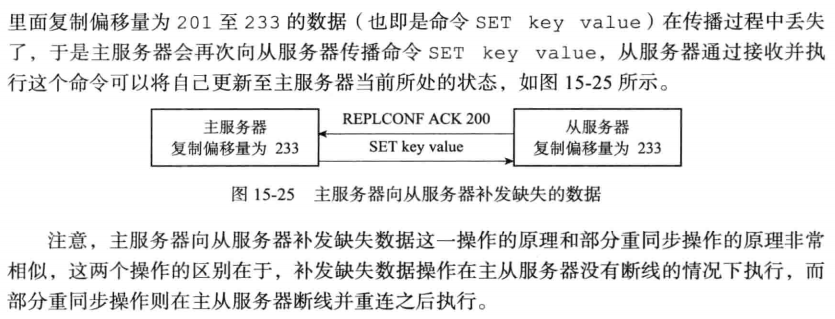 里面复制偏移量为 201 至 233 的数据（也即是命令 SET key value）在传播过程中丢失
了，于是主服务器会再次向从服务器传播命令 SET key value，从服务器通过接收并执
行这个命令可以将自己更新至主服务器当前所处的状态，如图 15-25 所示。
主服务器
复制偏移量为 233
REPLCONF ACK 200
SET key value
从服务器
复制偏移量为 233
图 15-25 主服务器向从服务器补发缺失的数据
注意，主服务器向从服务器补发缺失数据这一操作的原理和部分重同步操作的原理非常
相似，这两个操作的区别在于，补发缺失数据操作在主从服务器没有断线的情况下执行，而
部分重同步操作则在主从服务器断线并重连之后执行。